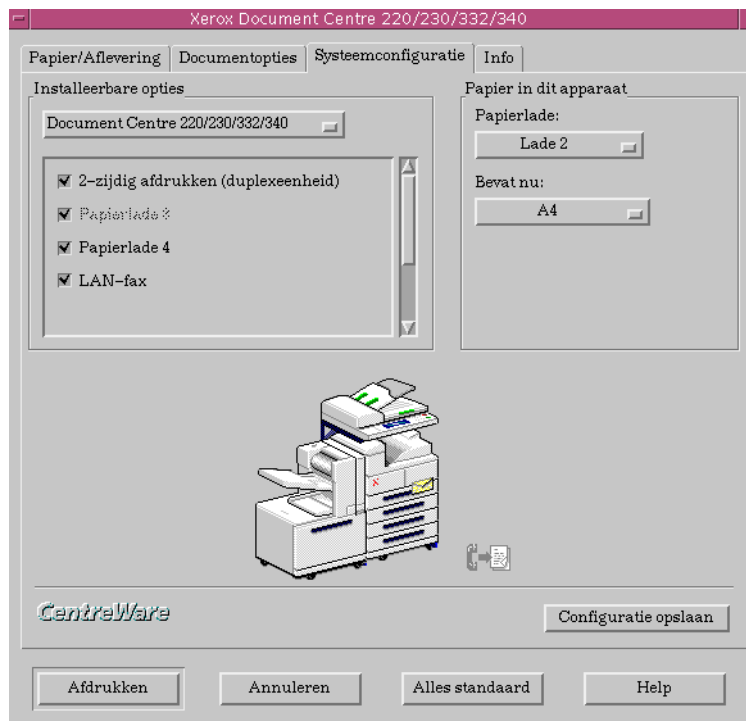 Xerox Document Centre 220/230/332/340
Papier/Aflevering Documentopties Systeemconfiguratie Info
Installeerbare opties
Document Centre 220/230/332/340
2-zijdig afdrukken (duplexeenheid)
Papierlade 3
Papierlade 4
LAN-fax
Papier in dit apparaat
Papierlade:
Lade 2
Bevat nu:
A4
CentreWare
Configuratie opslaan
Afdrukken Annuleren Alles standaard Help